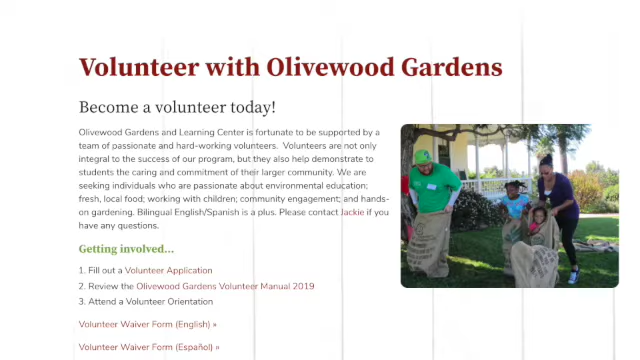 Volunteer with Olivewood Gardens
Become a volunteer today!
Olivewood Gardens and Learning Center is fortunate to be supported by a
team of passionate and hard-working volunteers. Volunteers are not only
integral to the success of our program, but they also help demonstrate to
students the caring and commitment of their larger community. We are
seeking individuals who are passionate about environmental education;
fresh, local food; working with children; community engagement; and hands-
on gardening. Bilingual English/Spanish is a plus. Please contact Jackie if you
have any questions.
Getting involved...
1. Fill out a Volunteer Application
2. Review the Olivewood Gardens Volunteer Manual 2019
3. Attend a Volunteer Orientation
Volunteer Waiver Form (English) »
Volunteer Waiver Form (Español) »